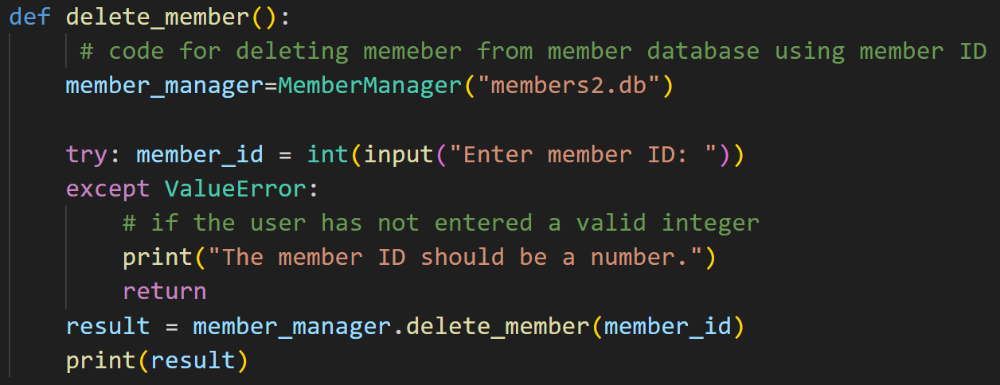 def delete_member():
     # code for deleting memeber from member database using member ID
    member_manager=MemberManager("members2.db")

    try: member_id = int(input("Enter member ID: "))
    except ValueError:
        # if the user has not entered a valid integer
        print("The member ID should be a number.")
        return
    result = member_manager.delete_member(member_id)
    print(result)